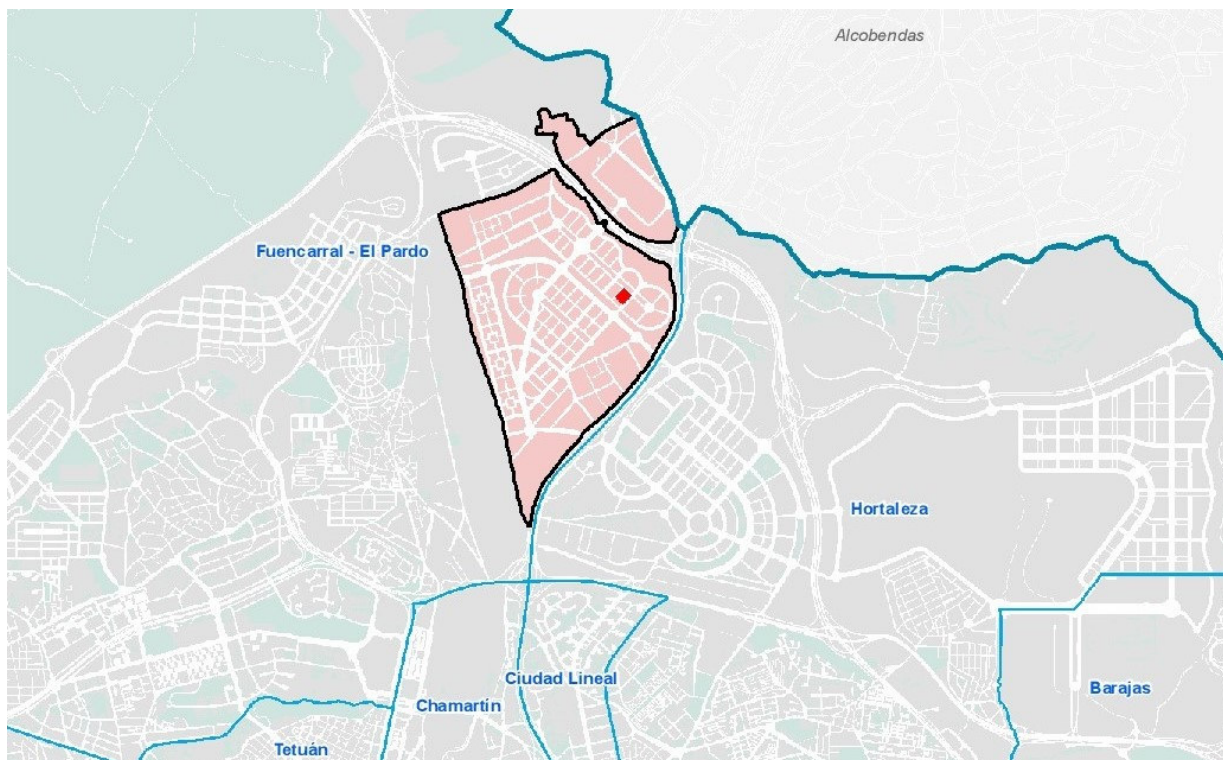 Alcobendas
Fuencarral - El Pardo
Hortaleza
Ciudad Lineal
Barajas
Chamartín
Tetuán